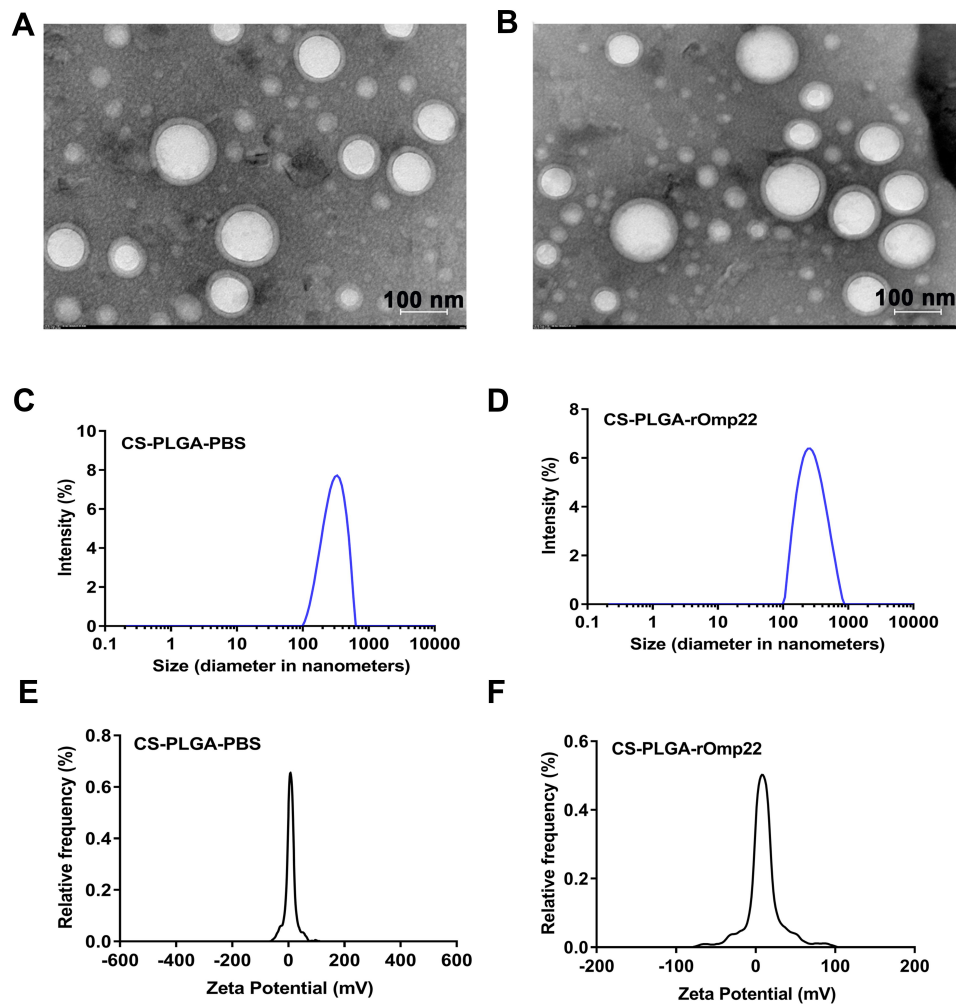 A
B
100 nm
100 nm
C
D
CS-PLGA-PBS
CS-PLGA-rOmp22
Intensity (%)
10
8
6
4
2
0
0.1 1 10 100 1000 10000
Size (diameter in nanometers)
Intensity (%)
8
6
4
2
0
0.1 1 10 100 1000 10000
Size (diameter in nanometers)
E
F
CS-PLGA-PBS
CS-PLGA-rOmp22
Relative frequency (%)
0.8
0.6
0.4
0.2
0.0
-600 -400 -200 0 200 400 600
Zeta Potential (mV)
Relative frequency (%)
0.6
0.4
0.2
0.0
-200 -100 0 100 200
Zeta Potential (mV)